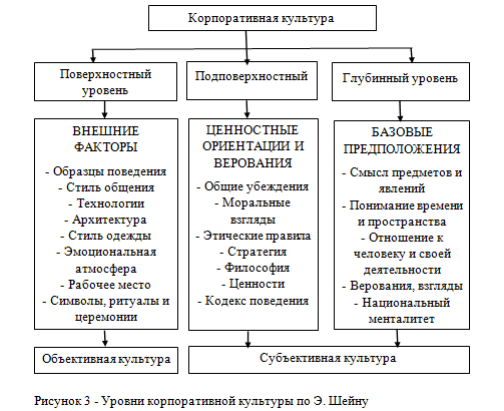 Корпоративная культура
Поверхностный
уровень
Подповерхностный
Глубинный уровень
ВНЕШНИЕ
ФАКТОРЫ
- Образцы поведения
- Стиль общения
- Технологии
- Архитектура
- Стиль одежды
- Эмоциональная
атмосфера
- Рабочее место
- Символы, ритуалы и
церемонии
ЦЕННОСТНЫЕ
ОРИЕНТАЦИИ И
ВЕРОВАНИЯ
- Общие убеждения
- Моральные
взгляды
- Этические правила
- Стратегия
- Философия
- Ценности
- Кодекс поведения
БАЗОВЫЕ
ПРЕДПОЛОЖЕНИЯ
- Смысл предметов и
явлений
- Понимание времени
и пространства
- Отношение к
человеку и своей
деятельности
- Верования, взгляды
- Национальный
менталитет
Объективная культура
Субъективная культура
Рисунок 3 - Уровни корпоративной культуры по Э. Шейну